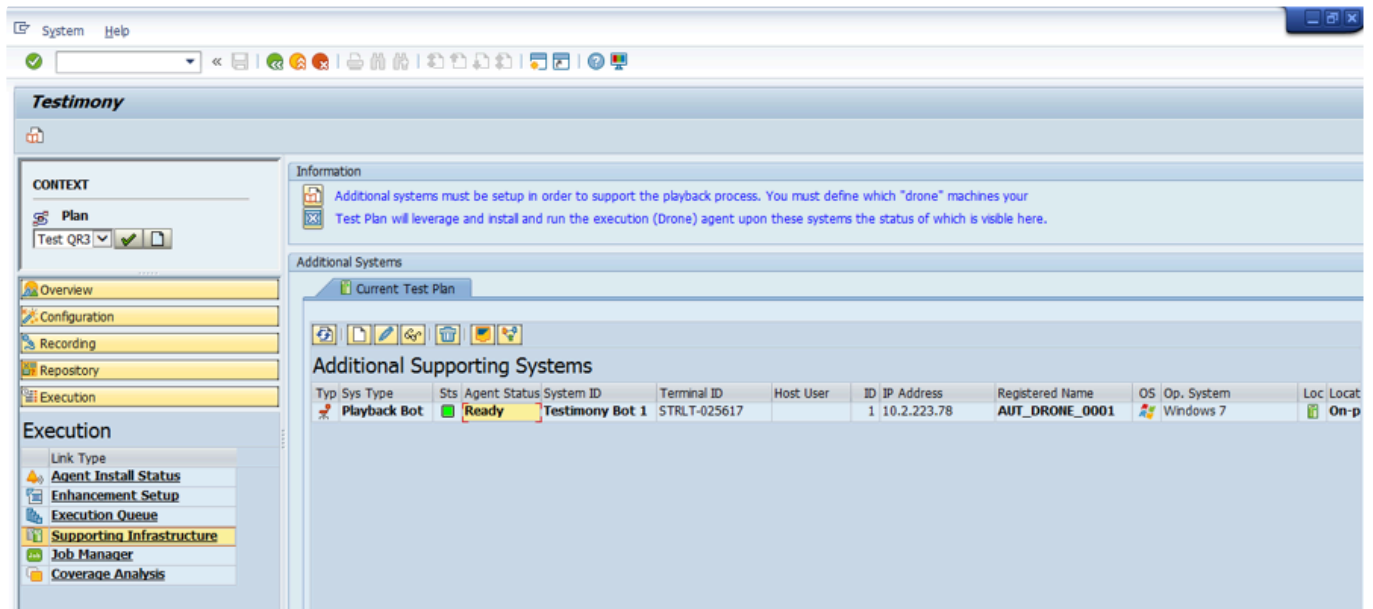 System Help
Testimony
CONTEXT
Plan
Test QR3
Overview
Configuration
Recording
Repository
Execution
Execution
Link Type
Agent Install Status
Enhancement Setup
Execution Queue
Supporting Infrastructure
Job Manager
Coverage Analysis
Information
Additional systems must be setup in order to support the playback process. You must define which "drone" machines your
Test Plan will leverage and install and run the execution (Drone) agent upon these systems the status of which is visible here.
Additional Systems
Current Test Plan
Additional Supporting Systems
Typ Sys Type Sts Agent Status System ID Terminal ID Host User ID IP Address Registered Name OS Op. System Loc Locat
Playback Bot Ready Testimony Bot 1 STRLT-025617 1 10.2.223.78 AUT_DRONE_0001 Windows 7 On-p